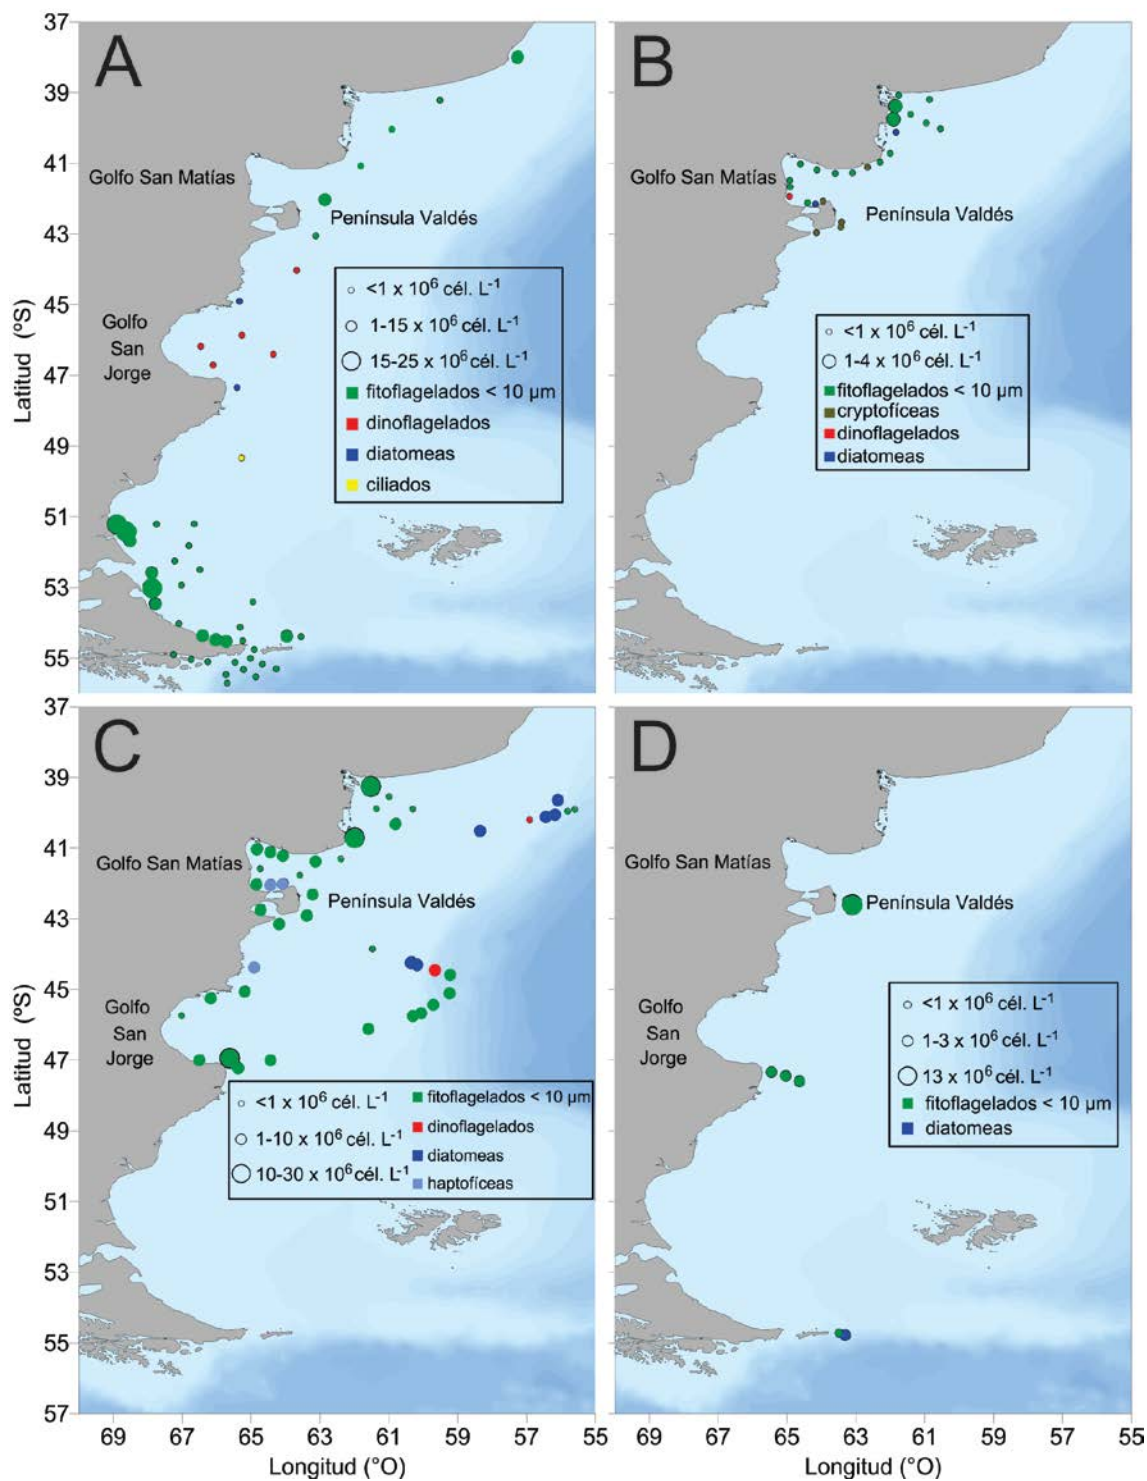 A
37
39
41
43
45
47
49
51
53
55
Latitud (ºS)
Golfo San Matías
Península Valdés
Golfo
San
Jorge
<1 x 10⁶ cél. L⁻¹
1-15 x 10⁶ cél. L⁻¹
15-25 x 10⁶ cél. L⁻¹
fitoflagelados < 10 µm
dinoflagelados
diatomeas
ciliados
B
Golfo San Matías
Península Valdés
<1 x 10⁶ cél. L⁻¹
1-4 x 10⁶ cél. L⁻¹
fitoflagelados < 10 µm
cryptofíceas
dinoflagelados
diatomeas
C
37
39
41
43
45
47
49
51
53
55
57
Latitud (ºS)
Golfo San Matías
Península Valdés
Golfo
San
Jorge
<1 x 10⁶ cél. L⁻¹
1-10 x 10⁶ cél. L⁻¹
10-30 x 10⁶ cél. L⁻¹
fitoflagelados < 10 µm
dinoflagelados
diatomeas
haptofíceas
69 67 65 63 61 59 57 55
Longitud (°O)
D
Golfo San Matías
Península Valdés
Golfo
San
Jorge
<1 x 10⁶ cél. L⁻¹
1-3 x 10⁶ cél. L⁻¹
13 x 10⁶ cél. L⁻¹
fitoflagelados < 10 µm
diatomeas
69 67 65 63 61 59 57 55
Longitud (°O)